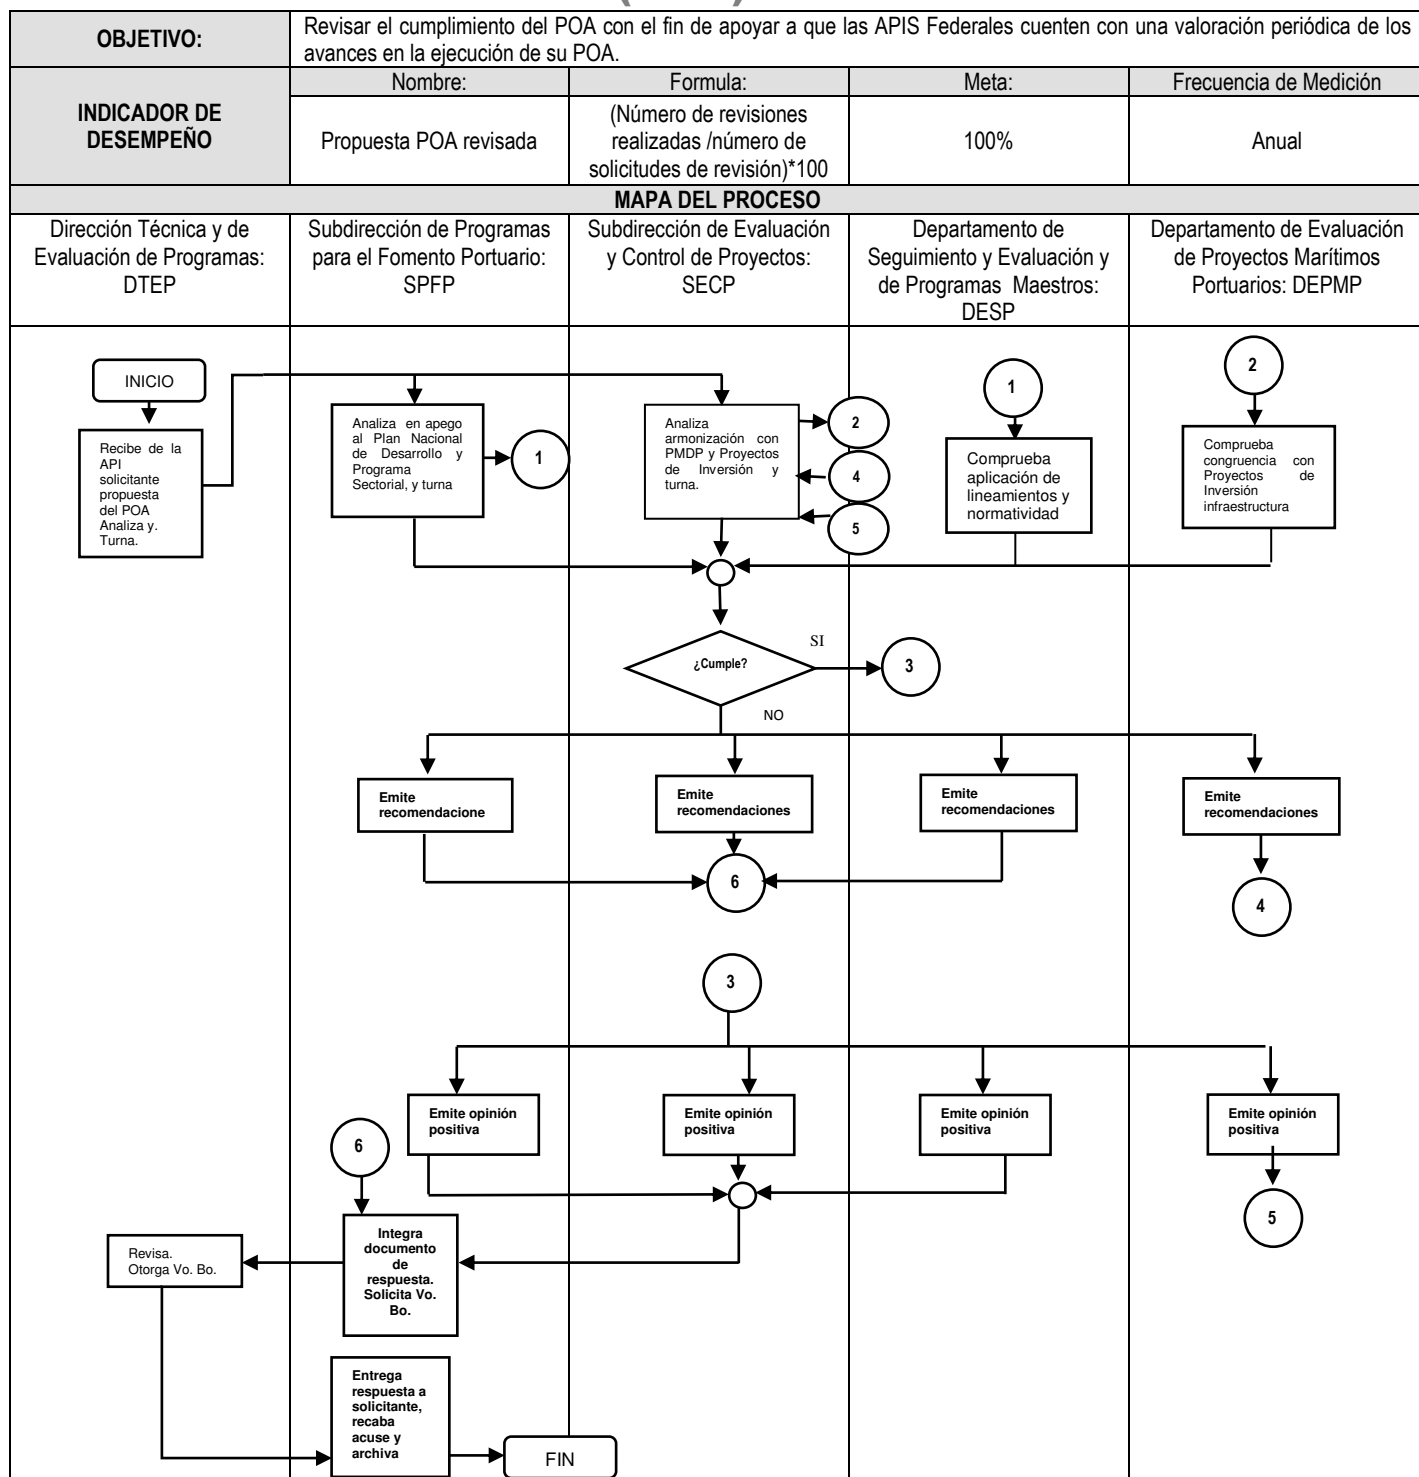 OBJETIVO:
Revisar el cumplimiento del POA con el fin de apoyar a que las APIS Federales cuenten con una valoración periódica de los
avances en la ejecución de su POA.
INDICADOR DE
DESEMPEÑO
Nombre:
Formula:
Meta:
Frecuencia de Medición
Propuesta POA revisada
(Número de revisiones
realizadas /número de
solicitudes de revisión)*100
100%
Anual
MAPA DEL PROCESO
Dirección Técnica y de
Evaluación de Programas:
DTEP
Subdirección de Programas
para el Fomento Portuario:
SPFP
Subdirección de Evaluación
y Control de Proyectos:
SECP
Departamento de
Seguimiento y Evaluación y
de Programas Maestros:
DESP
Departamento de Evaluación
de Proyectos Marítimos
Portuarios: DEPMP
INICIO
Recibe de la
API
solicitante
propuesta
del POA
Analiza y.
Turna.
Analiza en apego
al Plan Nacional
de Desarrollo y
Programa
Sectorial, y turna
1
Analiza
armonización con
PMDP y Proyectos
de Inversión y
turna.
2
4
5
1
Comprueba
aplicación de
lineamientos y
normatividad
2
Comprueba
congruencia con
Proyectos de
Inversión
infraestructura
¿Cumple?
SI
3
NO
Emite
recomendacione
Emite
recomendaciones
Emite
recomendaciones
Emite
recomendaciones
6
4
3
Emite opinión
positiva
Emite opinión
positiva
Emite opinión
positiva
Emite opinión
positiva
6
5
Integra
documento
de
respuesta.
Solicita Vo.
Bo.
Revisa.
Otorga Vo. Bo.
Entrega
respuesta a
solicitante,
recaba
acuse y
archiva
FIN